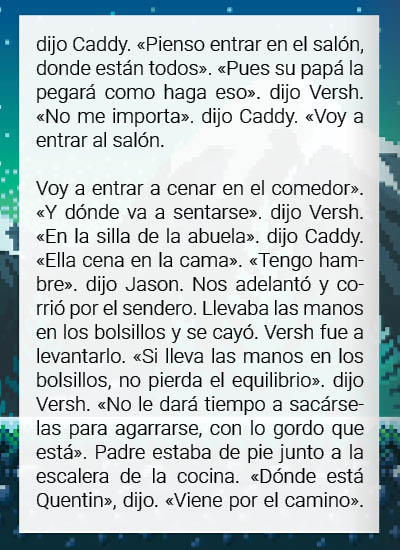 dijo Caddy. «Pienso entrar en el salón,
donde están todos». «Pues su papá la
pegará como haga eso». dijo Versh.
«No me importa». dijo Caddy. «Voy a
entrar al salón.
Voy a entrar a cenar en el comedor».
«Y dónde va a sentarse». dijo Versh.
«En la silla de la abuela». dijo Caddy.
«Ella cena en la cama». «Tengo ham-
bre». dijo Jason. Nos adelantó y co-
rrió por el sendero. Llevaba las manos
en los bolsillos y se cayó. Versh fue a
levantarlo. «Si lleva las manos en los
bolsillos, no pierda el equilibrio». dijo
Versh. «No le dará tiempo a sacárse-
las para agarrarse, con lo gordo que
está». Padre estaba de pie junto a la
escalera de la cocina. «Dónde está
Quentin», dijo. «Viene por el camino».